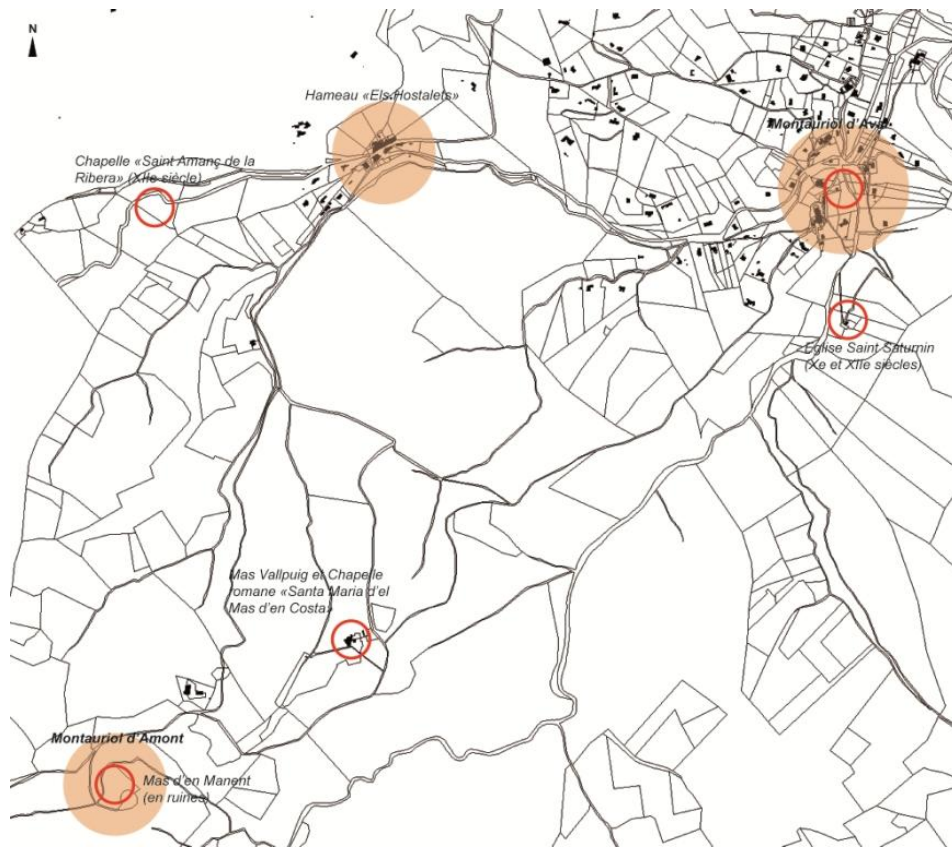 N
Hameau «Els Hostalets»
Montauriol d'Aval
Chapelle «Saint Amanç de la
Ribera» (XIIe siècle)
Eglise Saint Saturnin
(Xe et XIIe siècles)
Mas Vallpuig et Chapelle
romane «Santa Maria d'el
Mas d'en Costa»
Montauriol d'Amont
Mas d'en Manent
(en ruines)